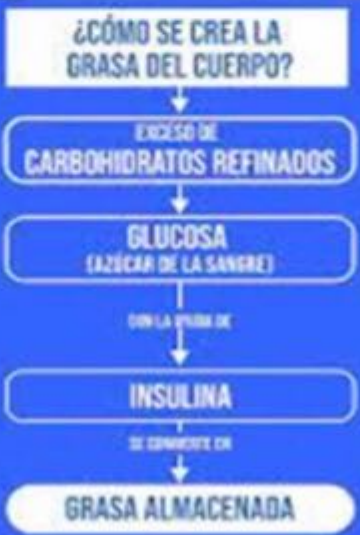 ¿CÓMO SE CREA LA
GRASA DEL CUERPO?
EXCESO DE
CARBOHIDRATOS REFINADOS
GLUCOSA
(AZÚCAR DE LA SANGRE)
CON LA AYUDA DE
INSULINA
SE CONVIERTE EN
GRASA ALMACENADA